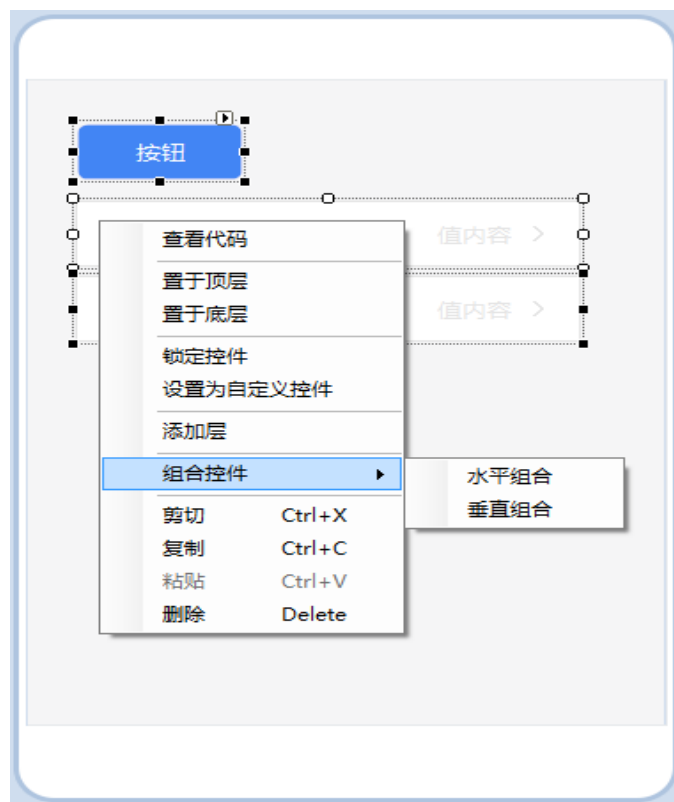 按钮
值内容
查看代码
置于顶层
置于底层
值内容
锁定控件
设置为自定义控件
添加层
组合控件
水平组合
垂直组合
剪切 Ctrl+X
复制 Ctrl+C
粘贴 Ctrl+V
删除 Delete